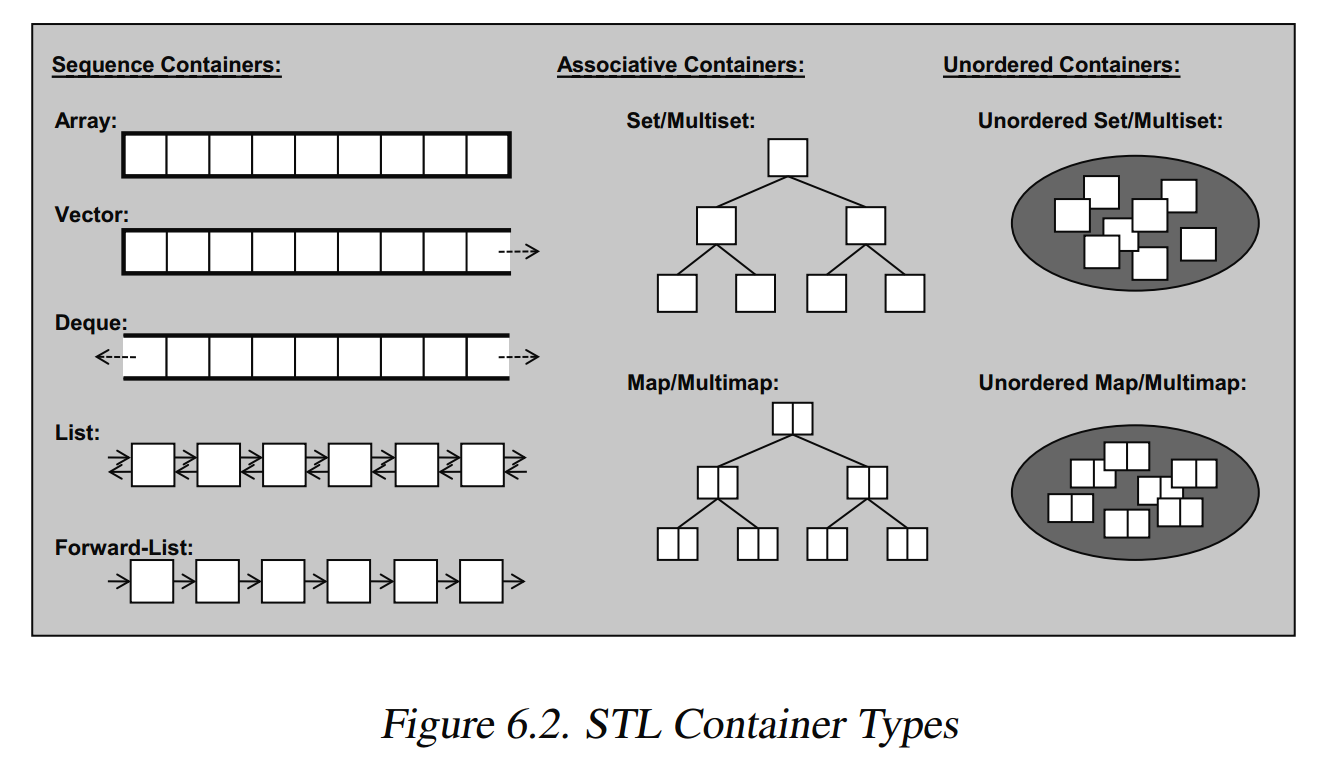 Sequence Containers:
Array:
Vector:
Deque:
List:
Forward-List:
Associative Containers:
Set/Multiset:
Map/Multimap:
Unordered Containers:
Unordered Set/Multiset:
Unordered Map/Multimap:
Figure 6.2. STL Container Types